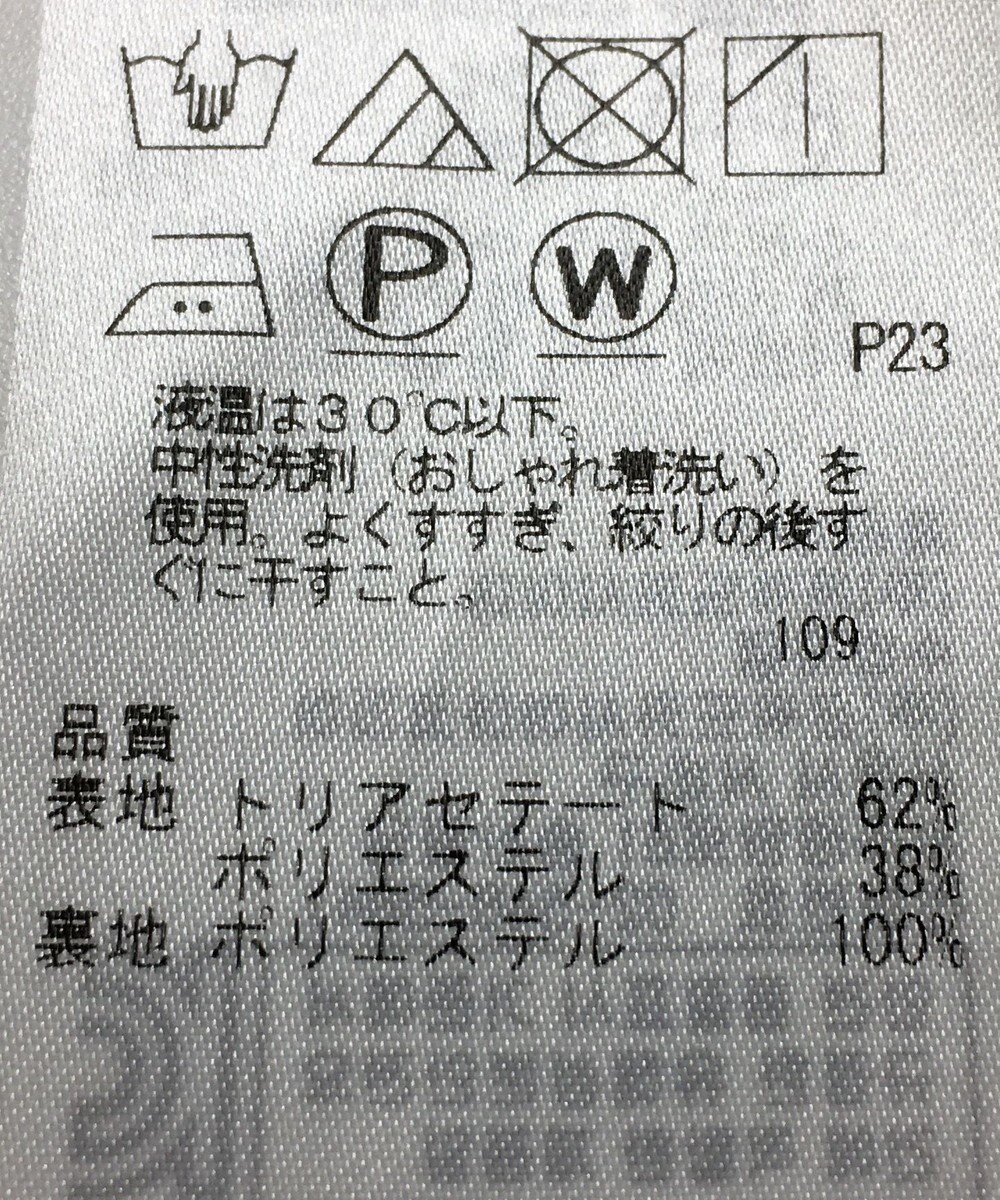 P W
P23
液温は30℃以下。
中性洗剤（おしゃれ着洗い）を
使用。よくすすぎ、絞りの後す
ぐに干すこと。
109
品質
表地 トリアセテート 62%
ポリエステル 38%
裏地 ポリエステル 100%